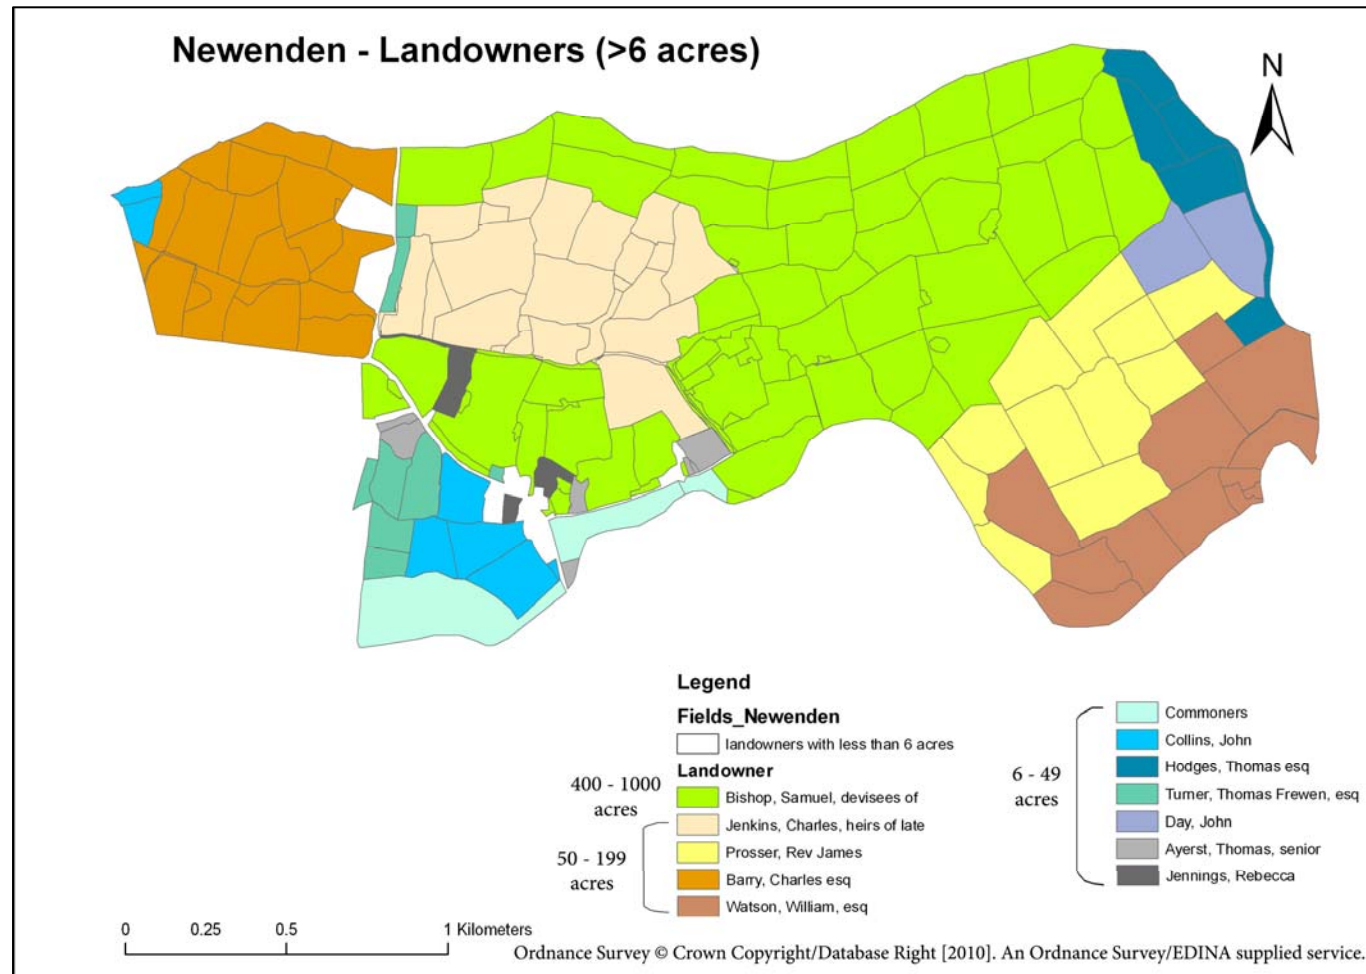 Newenden - Landowners (>6 acres)
N
Legend
Fields_Newenden
landowners with less than 6 acres
Landowner
400 - 1000
acres
Bishop, Samuel, devisees of
50 - 199
acres
Jenkins, Charles, heirs of late
Prosser, Rev James
Barry, Charles esq
Watson, William, esq
6 - 49
acres
Commoners
Collins, John
Hodges, Thomas esq
Turner, Thomas Frewen, esq
Day, John
Ayerst, Thomas, senior
Jennings, Rebecca
0 0.25 0.5 1 Kilometers
Ordnance Survey © Crown Copyright/Database Right [2010]. An Ordnance Survey/EDINA supplied service.